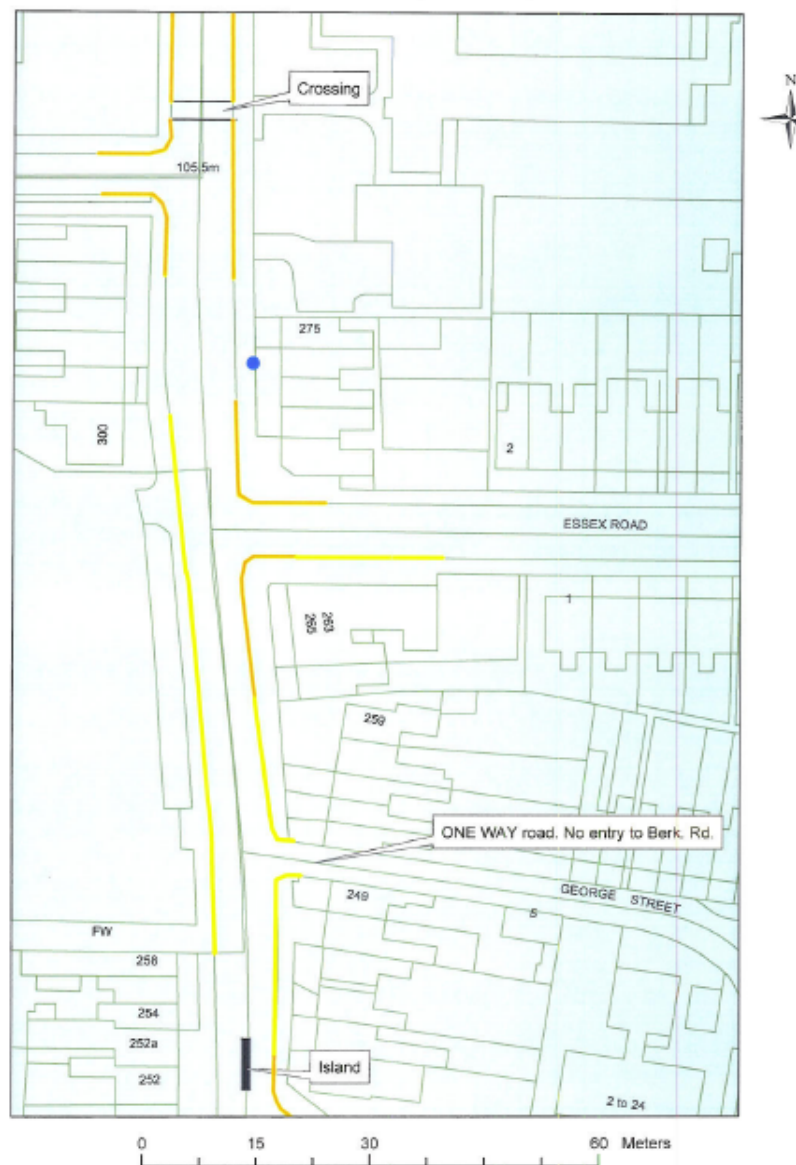 N
Crossing
105.5m
275
300
2
ESSEX ROAD
1
263
265
259
ONE WAY road. No entry to Berk. Rd.
249
GEORGE STREET
5
FW
258
254
252a
252
Island
2 to 24
0 15 30 60 Meters